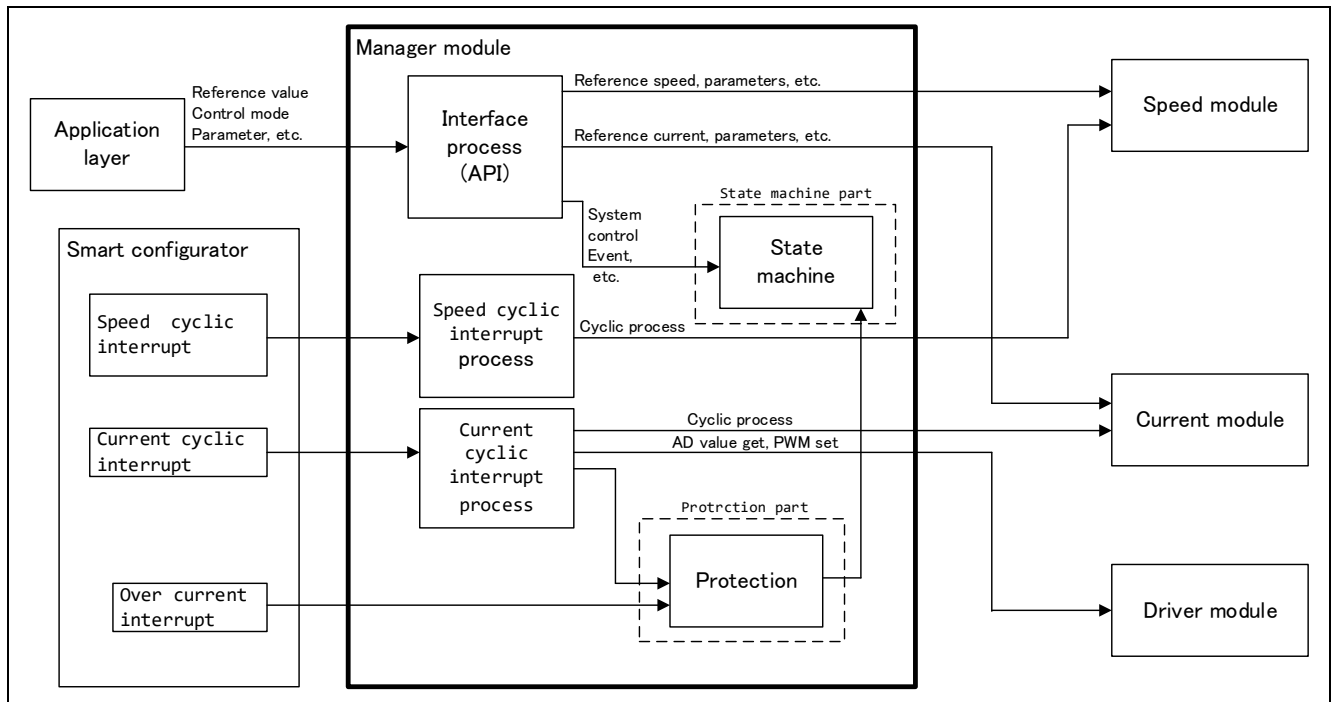 Manager module
Application
layer
Reference value
Control mode
Parameter, etc.
Interface
process
(API)
Reference speed, parameters, etc.
Reference current, parameters, etc.
System
control
Event,
etc.
State machine part
State
machine
Speed module
Smart configurator
Speed cyclic
interrupt
Speed cyclic
interrupt
process
Cyclic process
Current cyclic
interrupt
Current
cyclic
interrupt
process
Cyclic process
AD value get, PWM set
Current module
Protrction part
Protection
Over current
interrupt
Driver module